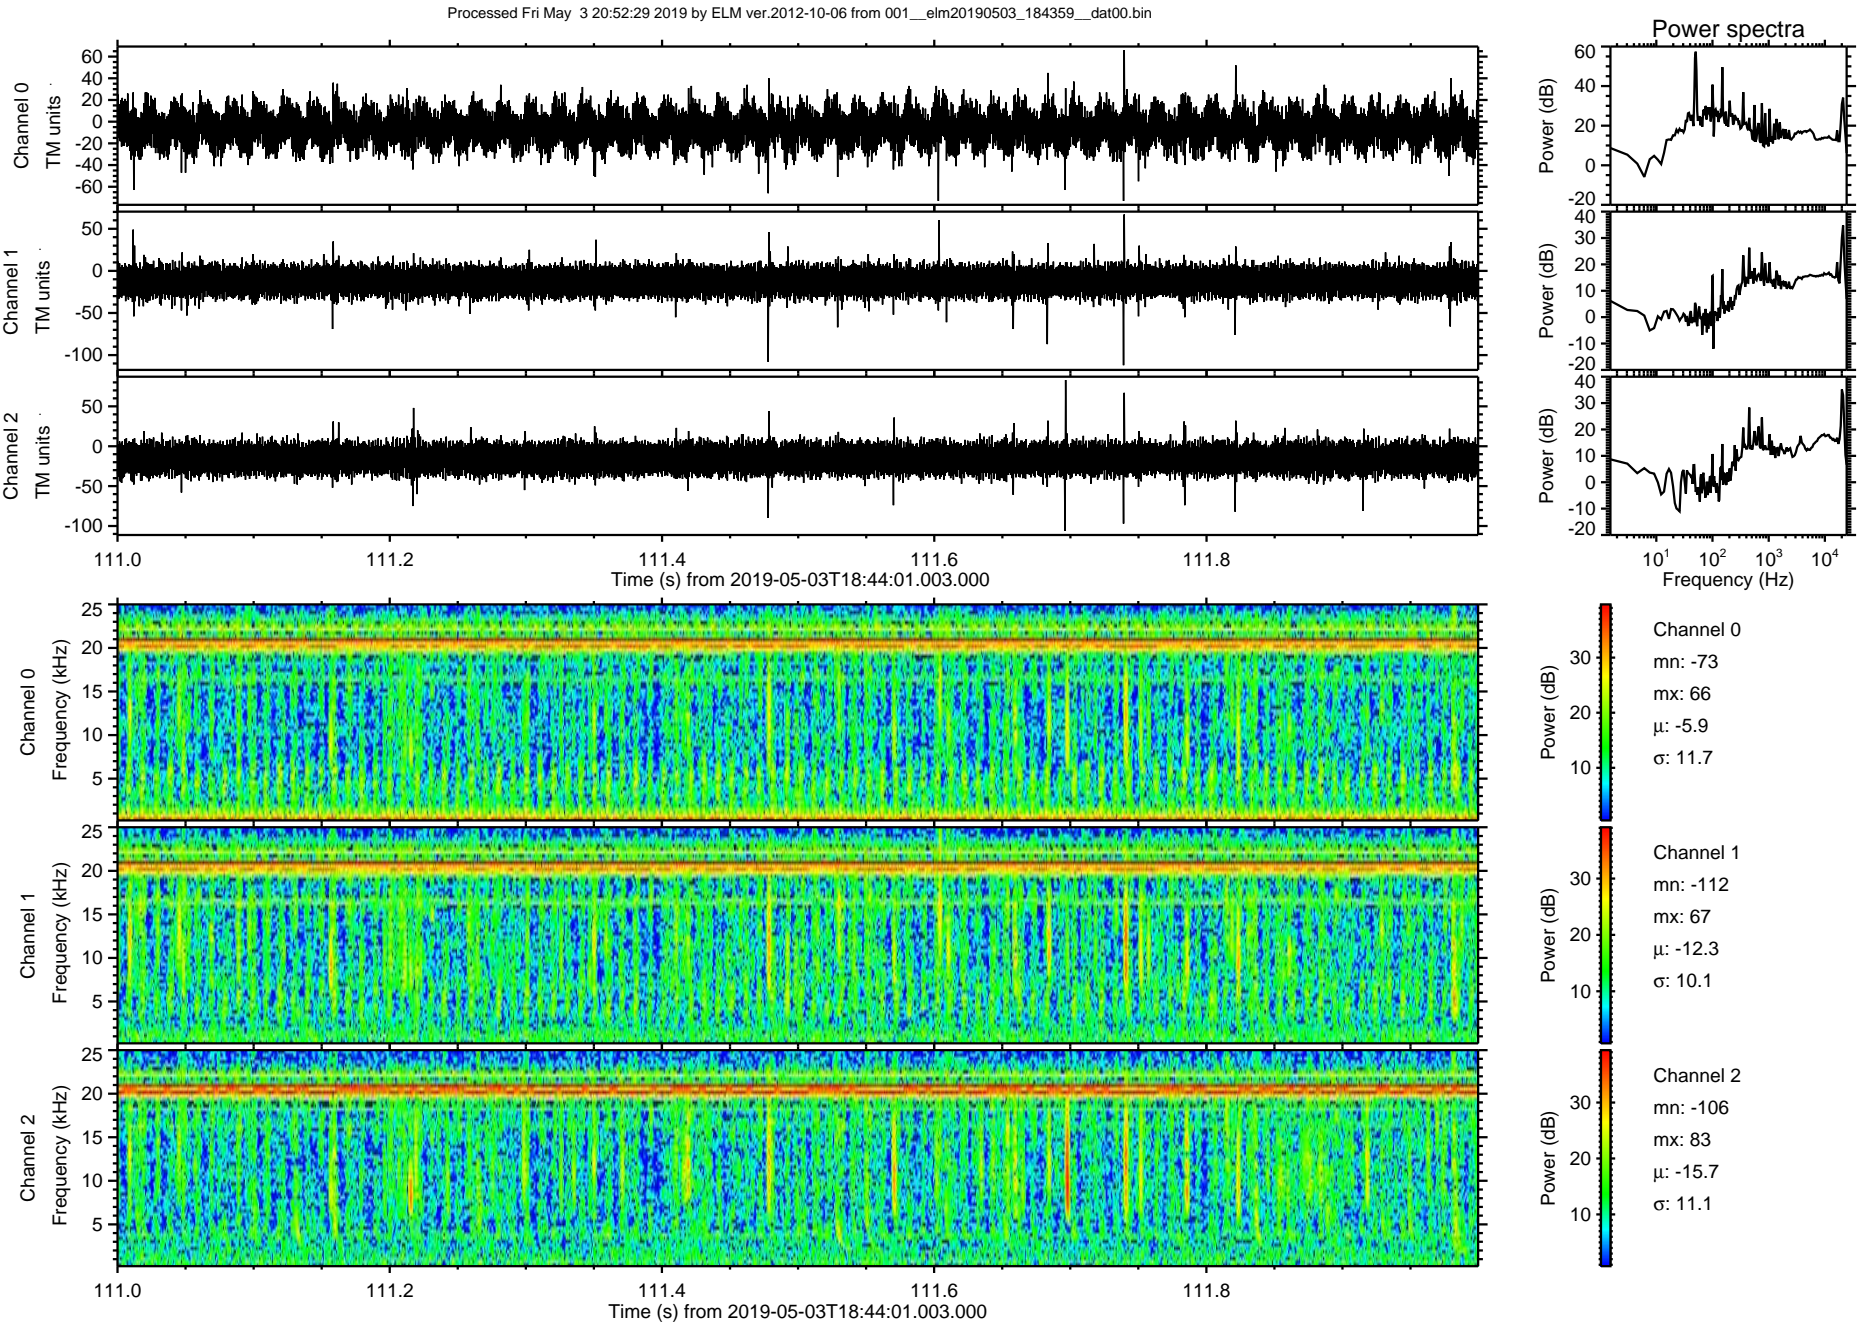 Processed Fri May  3 20:52:29 2019 by ELM ver.2012-10-06 from 001__elm20190503_184359__dat00.bin
Power spectra
Channel 0
TM units
60
40
20
0
-20
-40
-60
Power (dB)
60
40
20
0
-20
Channel 1
TM units
50
0
-50
-100
Power (dB)
40
30
20
10
0
-10
-20
Channel 2
TM units
50
0
-50
-100
Power (dB)
40
30
20
10
0
-10
-20
111.0 111.2 111.4 111.6 111.8
Time (s) from 2019-05-03T18:44:01.003.000
10^1 10^2 10^3 10^4
Frequency (Hz)
Channel 0
Frequency (kHz)
25
20
15
10
5
Power (dB)
30
20
10
Channel 0
mn: -73
mx: 66
μ: -5.9
σ: 11.7
Channel 1
Frequency (kHz)
25
20
15
10
5
Power (dB)
30
20
10
Channel 1
mn: -112
mx: 67
μ: -12.3
σ: 10.1
Channel 2
Frequency (kHz)
25
20
15
10
5
Power (dB)
30
20
10
Channel 2
mn: -106
mx: 83
μ: -15.7
σ: 11.1
111.0 111.2 111.4 111.6 111.8
Time (s) from 2019-05-03T18:44:01.003.000